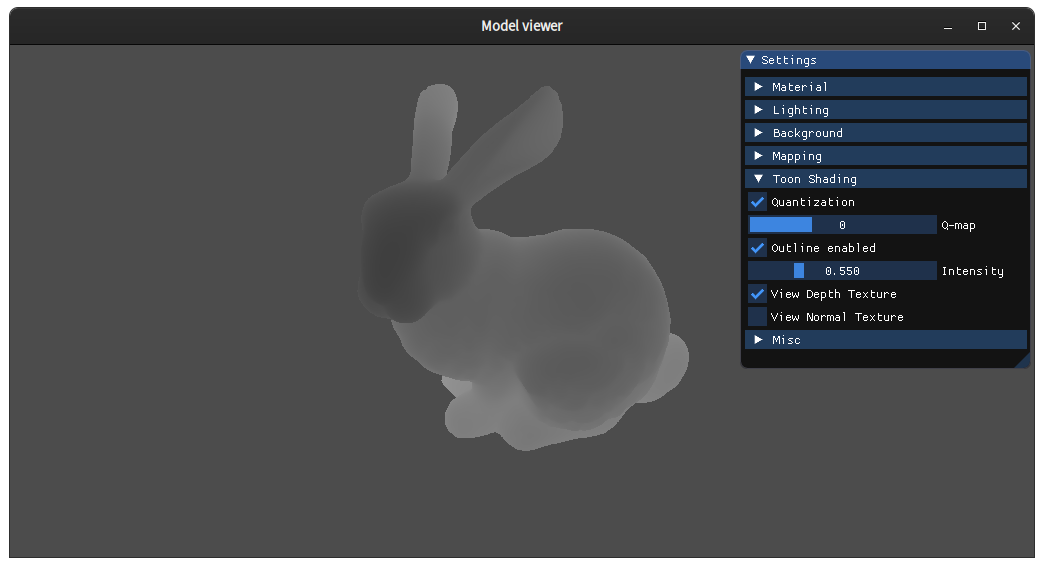 Model viewer
Settings
Material
Lighting
Background
Mapping
Toon Shading
Quantization
0 Q-map
Outline enabled
0.550 Intensity
View Depth Texture
View Normal Texture
Misc